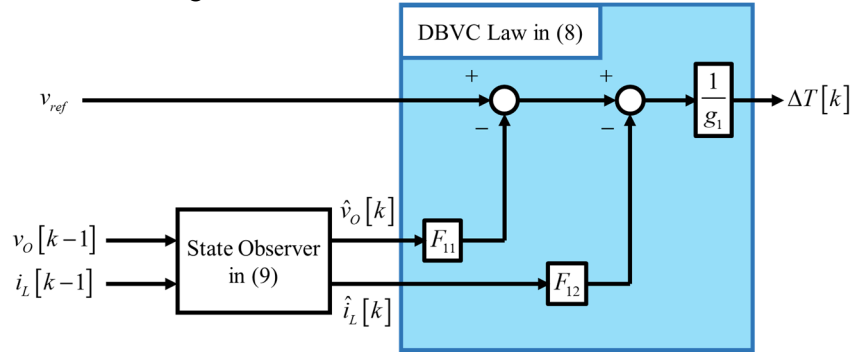 DBVC Law in (8)
+
+
v_ref
1/g_1
ΔT[k]
−
−
v̂_O[k]
v_O[k−1]
F_11
State Observer
in (9)
i_L[k−1]
F_12
î_L[k]